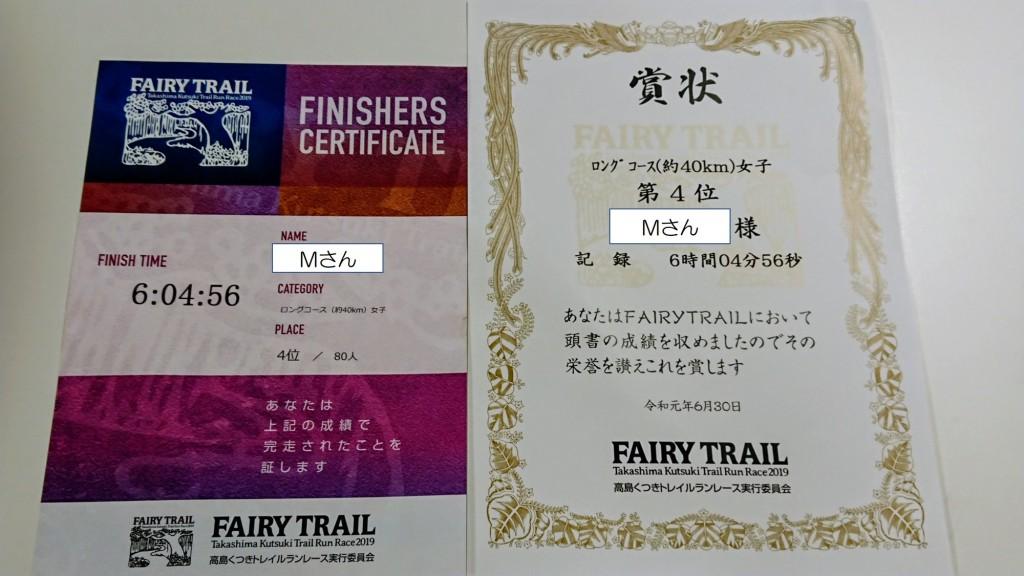 FAIRY TRAIL
Takashima Kutsuki Trail Run Race 2019
FINISHERS
CERTIFICATE
NAME
Mさん
FINISH TIME
6:04:56
CATEGORY
ロングコース（約40km）女子
PLACE
4位 ／ 80人
あなたは
上記の成績で
完走されたことを
証します
FAIRY TRAIL
FAIRY TRAIL
Takashima Kutsuki Trail Run Race 2019
高島くつきトレイルランレース実行委員会
賞状
FAIRY TRAIL
ﾛﾝｸﾞコース(約40km)女子
第4位
Mさん 様
記 録 6時間04分56秒
あなたはFAIRYTRAILにおいて
頭書の成績を収めましたのでその
栄誉を讃えこれを賞します
令和元年6月30日
FAIRY TRAIL
Takashima Kutsuki Trail Run Race 2019
高島くつきトレイルランレース実行委員会